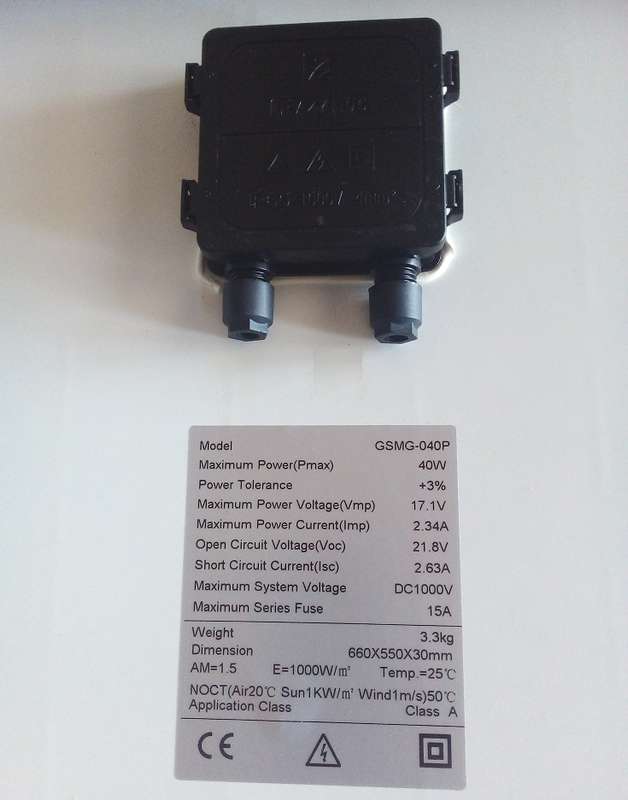 Model GSMG-040P
Maximum Power(Pmax) 40W
Power Tolerance +3%
Maximum Power Voltage(Vmp) 17.1V
Maximum Power Current(Imp) 2.34A
Open Circuit Voltage(Voc) 21.8V
Short Circuit Current(Isc) 2.63A
Maximum System Voltage DC1000V
Maximum Series Fuse 15A
Weight 3.3kg
Dimension 660X550X30mm
AM=1.5 E=1000W/㎡ Temp.=25℃
NOCT(Air20℃ Sun1KW/㎡ Wind1m/s)50℃
Application Class Class A
CE